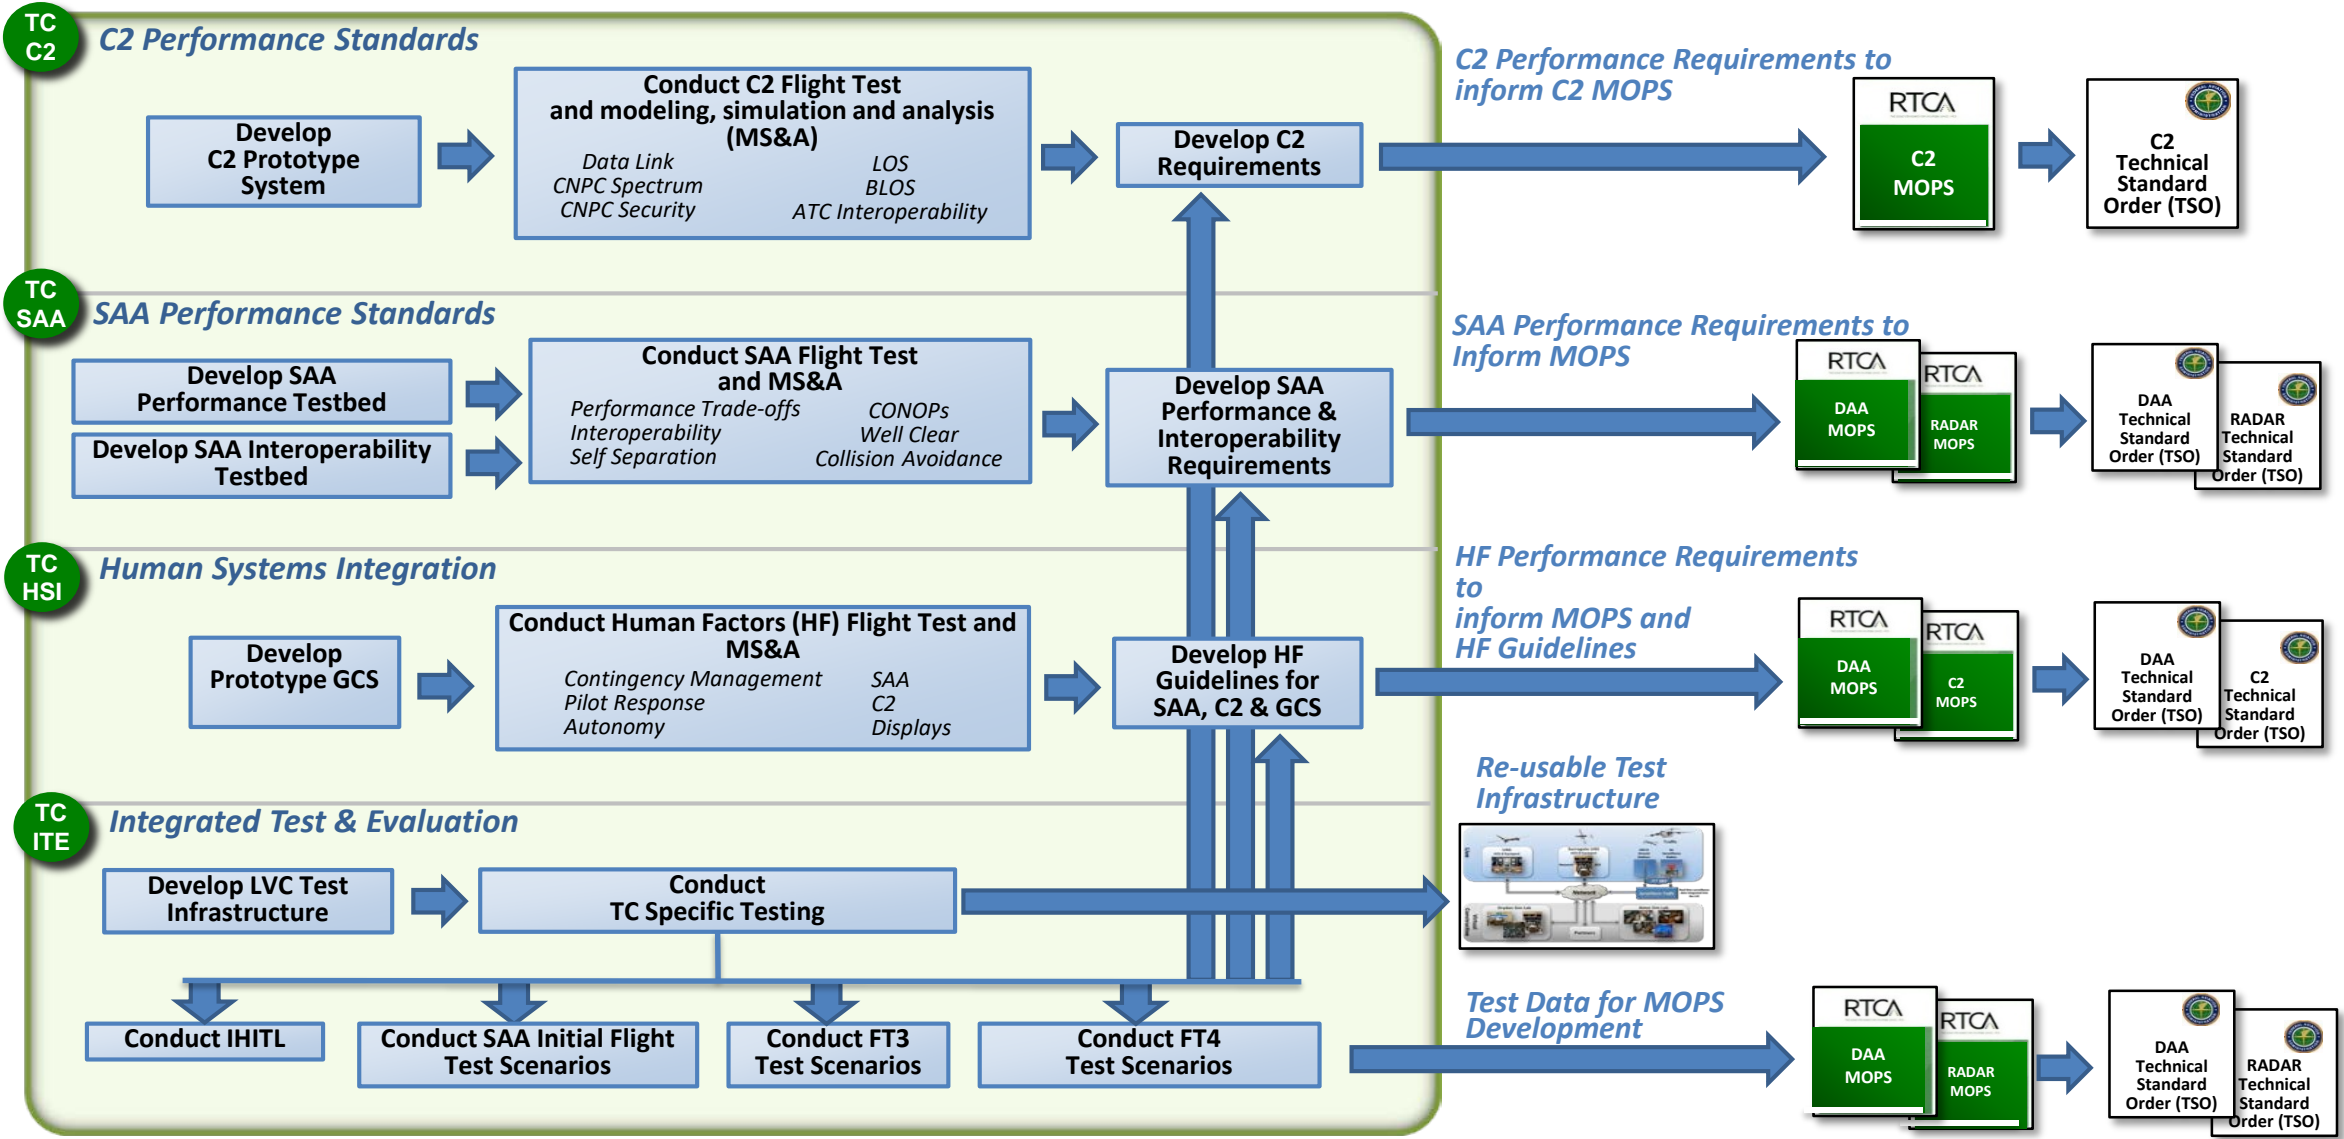 TC
C2
C2 Performance Standards
Develop
C2 Prototype
System
Conduct C2 Flight Test
and modeling, simulation and analysis
(MS&A)
Data Link
CNPC Spectrum
CNPC Security
LOS
BLOS
ATC Interoperability
Develop C2
Requirements
C2 Performance Requirements to
inform C2 MOPS
RTCA
C2
MOPS
C2
Technical
Standard
Order (TSO)
TC
SAA
SAA Performance Standards
Develop SAA
Performance Testbed
Develop SAA Interoperability
Testbed
Conduct SAA Flight Test
and MS&A
Performance Trade-offs
Interoperability
Self Separation
CONOPs
Well Clear
Collision Avoidance
Develop SAA
Performance &
Interoperability
Requirements
SAA Performance Requirements to
Inform MOPS
RTCA
DAA
MOPS
RTCA
RADAR
MOPS
DAA
Technical
Standard
Order (TSO)
RADAR
Technical
Standard
Order (TSO)
TC
HSI
Human Systems Integration
Develop
Prototype GCS
Conduct Human Factors (HF) Flight Test and
MS&A
Contingency Management
Pilot Response
Autonomy
SAA
C2
Displays
Develop HF
Guidelines for
SAA, C2 & GCS
HF Performance Requirements
to
inform MOPS and
HF Guidelines
RTCA
DAA
MOPS
RTCA
C2
MOPS
DAA
Technical
Standard
Order (TSO)
C2
Technical
Standard
Order (TSO)
TC
ITE
Integrated Test & Evaluation
Develop LVC Test
Infrastructure
Conduct
TC Specific Testing
Re-usable Test
Infrastructure
Network
Partners
Conduct IHITL
Conduct SAA Initial Flight
Test Scenarios
Conduct FT3
Test Scenarios
Conduct FT4
Test Scenarios
Test Data for MOPS
Development
RTCA
DAA
MOPS
RTCA
RADAR
MOPS
DAA
Technical
Standard
Order (TSO)
RADAR
Technical
Standard
Order (TSO)